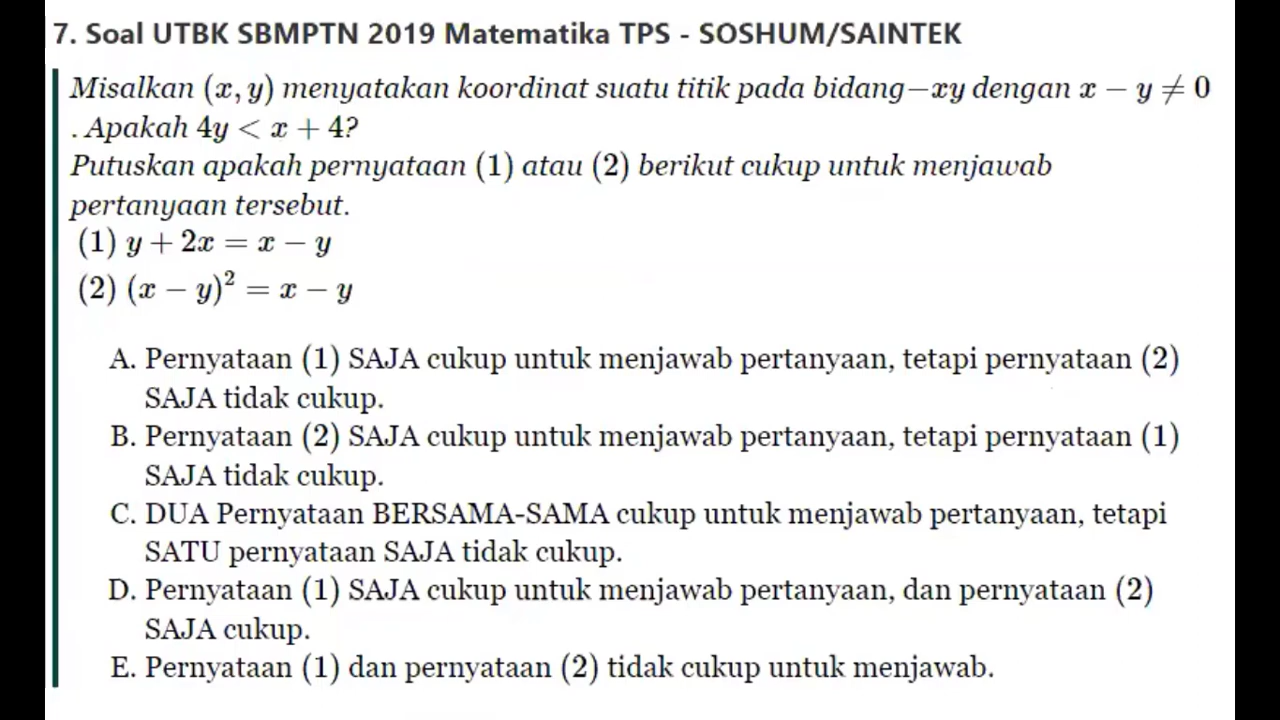 7. Soal UTBK SBMPTN 2019 Matematika TPS - SOSHUM/SAINTEK
Misalkan (x, y) menyatakan koordinat suatu titik pada bidang−xy dengan x − y ≠ 0
. Apakah 4y < x + 4?
Putuskan apakah pernyataan (1) atau (2) berikut cukup untuk menjawab
pertanyaan tersebut.
(1) y + 2x = x − y
(2) (x − y)² = x − y
A. Pernyataan (1) SAJA cukup untuk menjawab pertanyaan, tetapi pernyataan (2)
SAJA tidak cukup.
B. Pernyataan (2) SAJA cukup untuk menjawab pertanyaan, tetapi pernyataan (1)
SAJA tidak cukup.
C. DUA Pernyataan BERSAMA-SAMA cukup untuk menjawab pertanyaan, tetapi
SATU pernyataan SAJA tidak cukup.
D. Pernyataan (1) SAJA cukup untuk menjawab pertanyaan, dan pernyataan (2)
SAJA cukup.
E. Pernyataan (1) dan pernyataan (2) tidak cukup untuk menjawab.